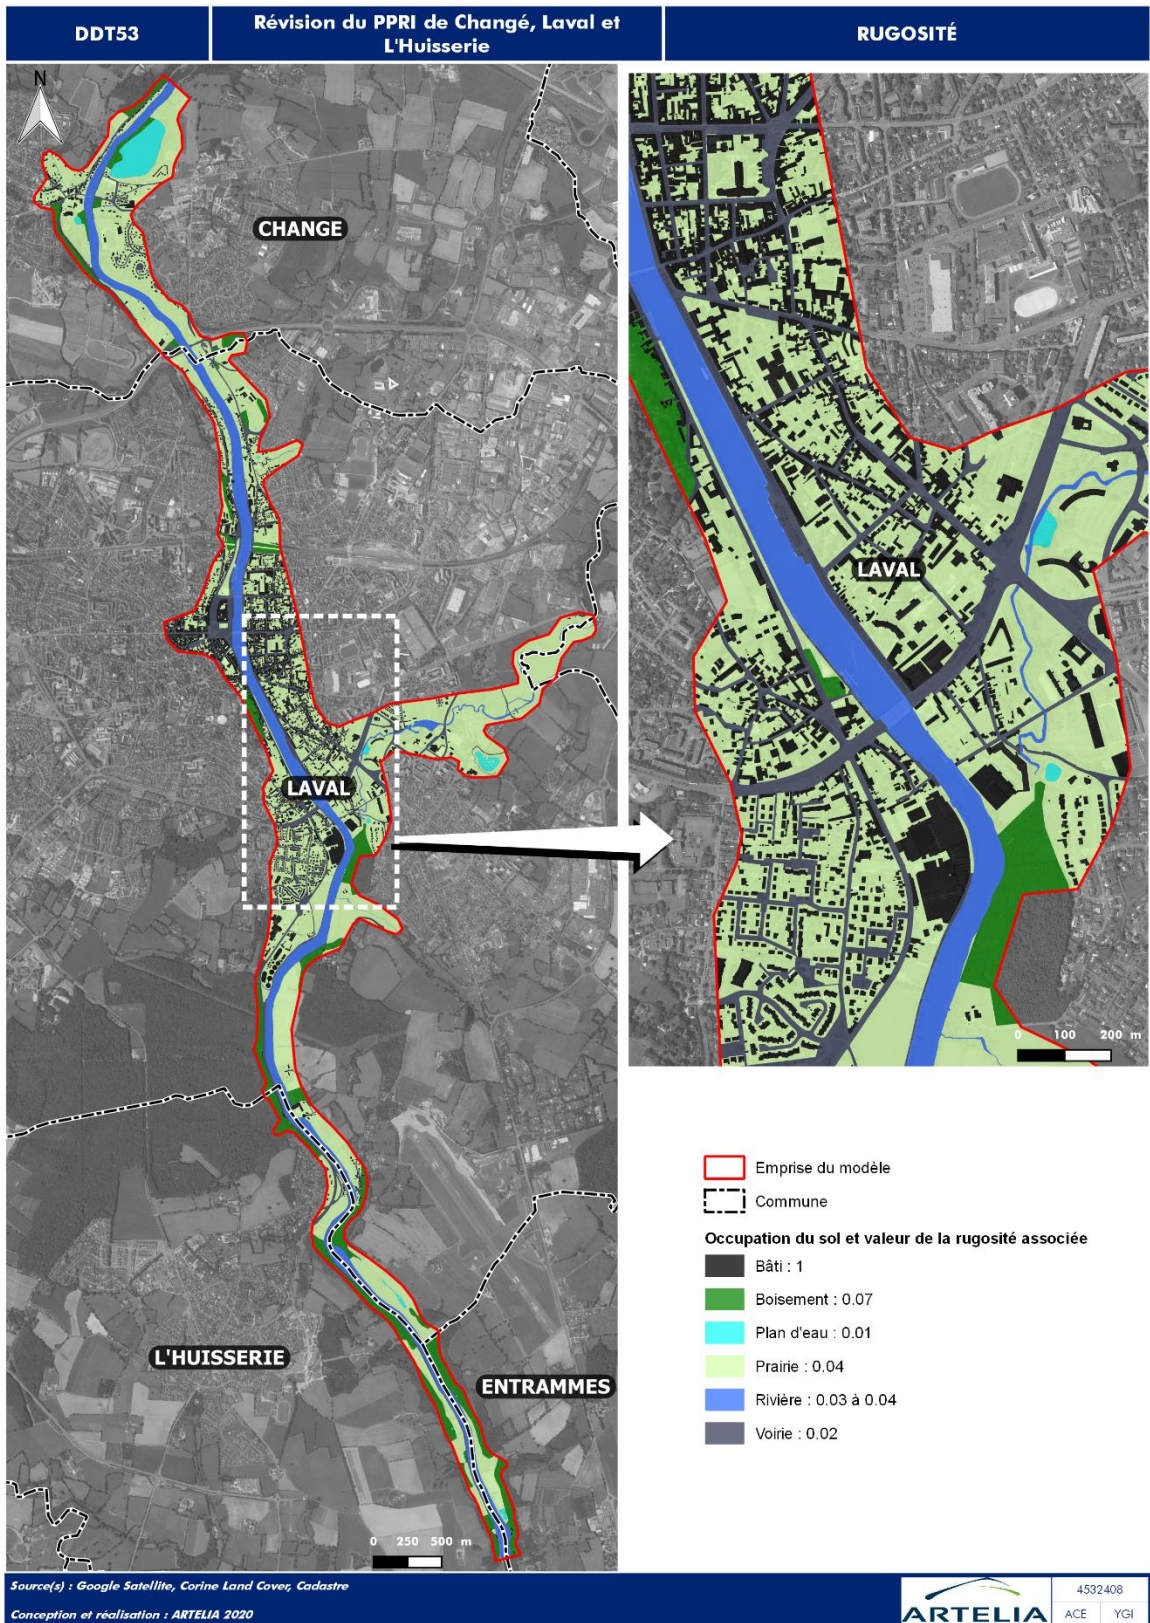 DDT53
Révision du PPRI de Changé, Laval et
L'Huisserie
RUGOSITÉ
N
CHANGE
LAVAL
L'HUISSERIE
ENTRAMMES
0 250 500 m
LAVAL
0 100 200 m
Emprise du modèle
Commune
Occupation du sol et valeur de la rugosité associée
Bâti : 1
Boisement : 0.07
Plan d'eau : 0.01
Prairie : 0.04
Rivière : 0.03 à 0.04
Voirie : 0.02
Source(s) : Google Satellite, Corine Land Cover, Cadastre
Conception et réalisation : ARTELIA 2020
ARTELIA
4532408
ACE YGI